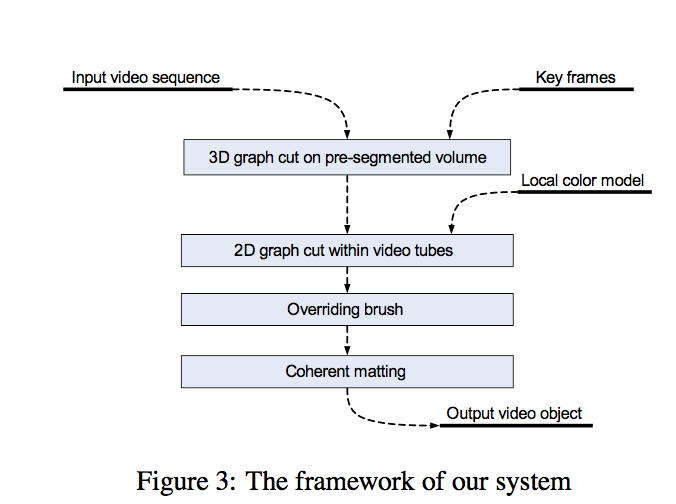 Input video sequence
Key frames
3D graph cut on pre-segmented volume
Local color model
2D graph cut within video tubes
Overriding brush
Coherent matting
Output video object
Figure 3: The framework of our system